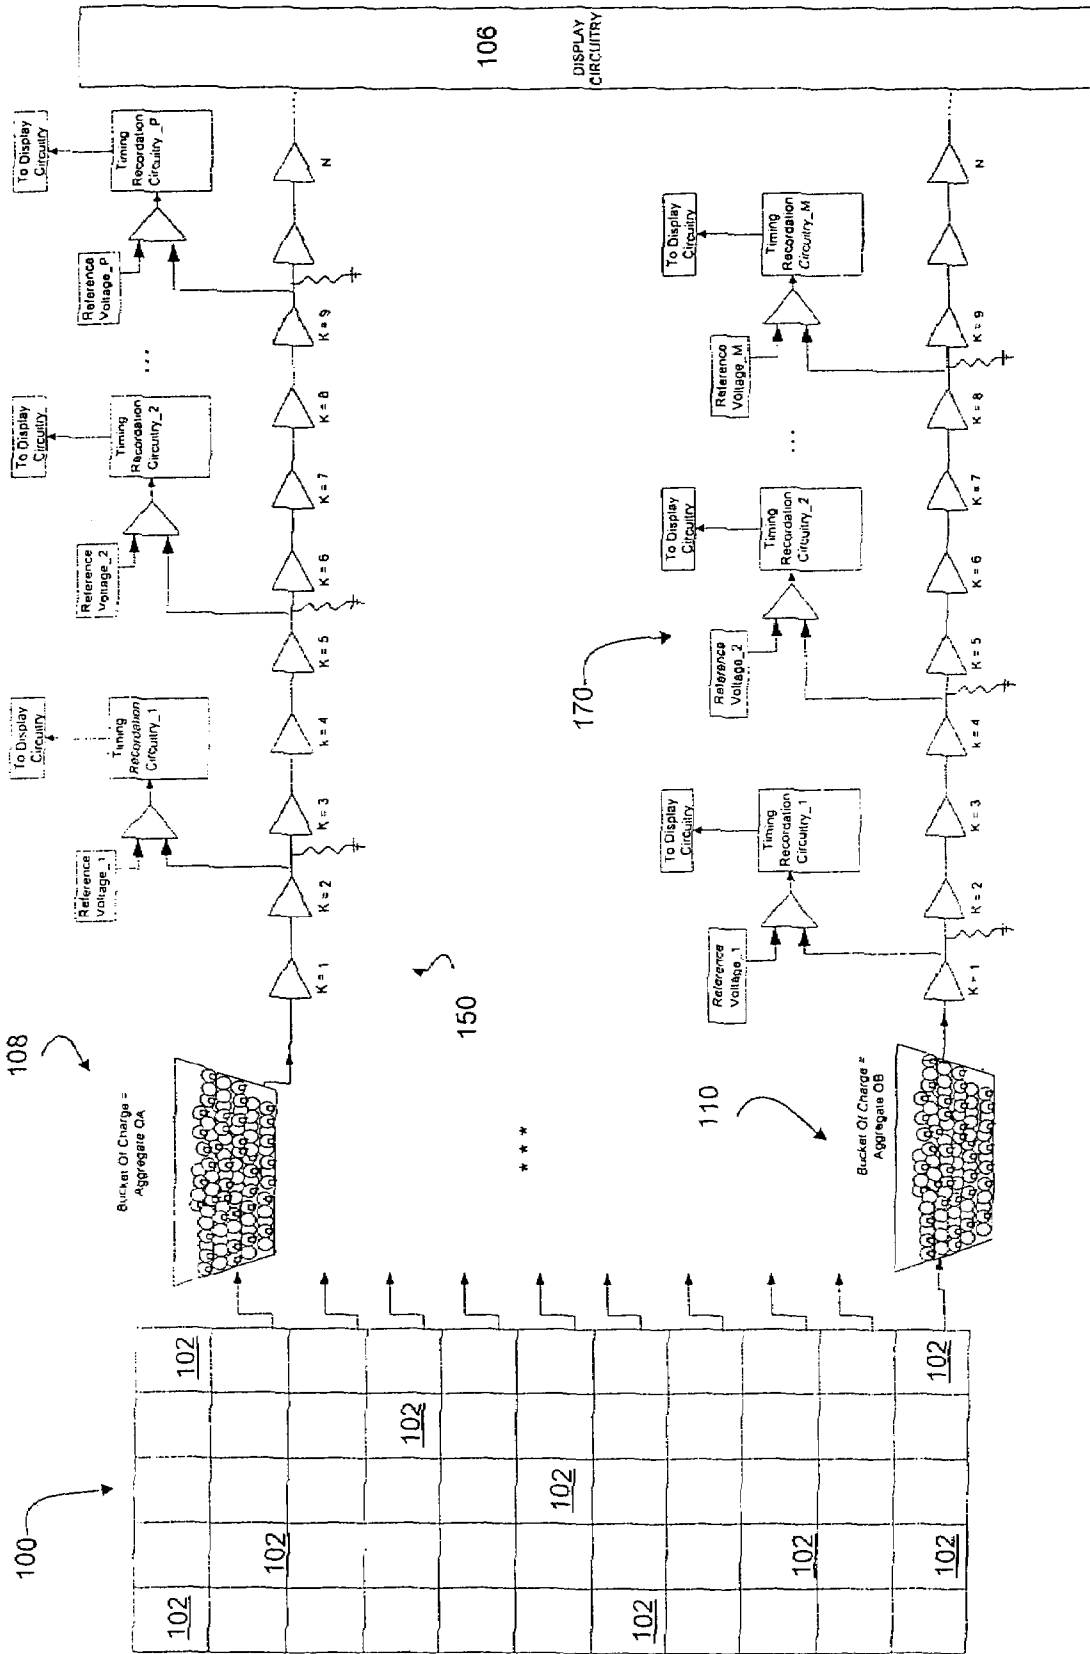 100
102
102
102
102
102
102
102
102
102
108
Bucket Of Charge =
Aggregate QA
150
K = 1
K = 2
K = 3
k = 4
K = 5
K = 6
K = 7
K = 8
K = 9
N
Reference
Voltage_1
Timing
Recordation
Circuitry_1
To Display
Circuitry
Reference
Voltage_2
Timing
Recordation
Circuitry_2
To Display
Circuitry
...
Reference
Voltage_P
Timing
Recordation
Circuitry_P
To Display
Circuitry
...
* * *
110
Bucket Of Charge =
Aggregate QB
170
K = 1
K = 2
K = 3
k = 4
K = 5
K = 6
K = 7
K = 8
K = 9
N
Reference
Voltage_1
Timing
Recordation
Circuitry_1
To Display
Circuitry
Reference
Voltage_2
Timing
Recordation
Circuitry_2
To Display
Circuitry
...
Reference
Voltage_M
Timing
Recordation
Circuitry_M
To Display
Circuitry
...
106
DISPLAY
CIRCUITRY